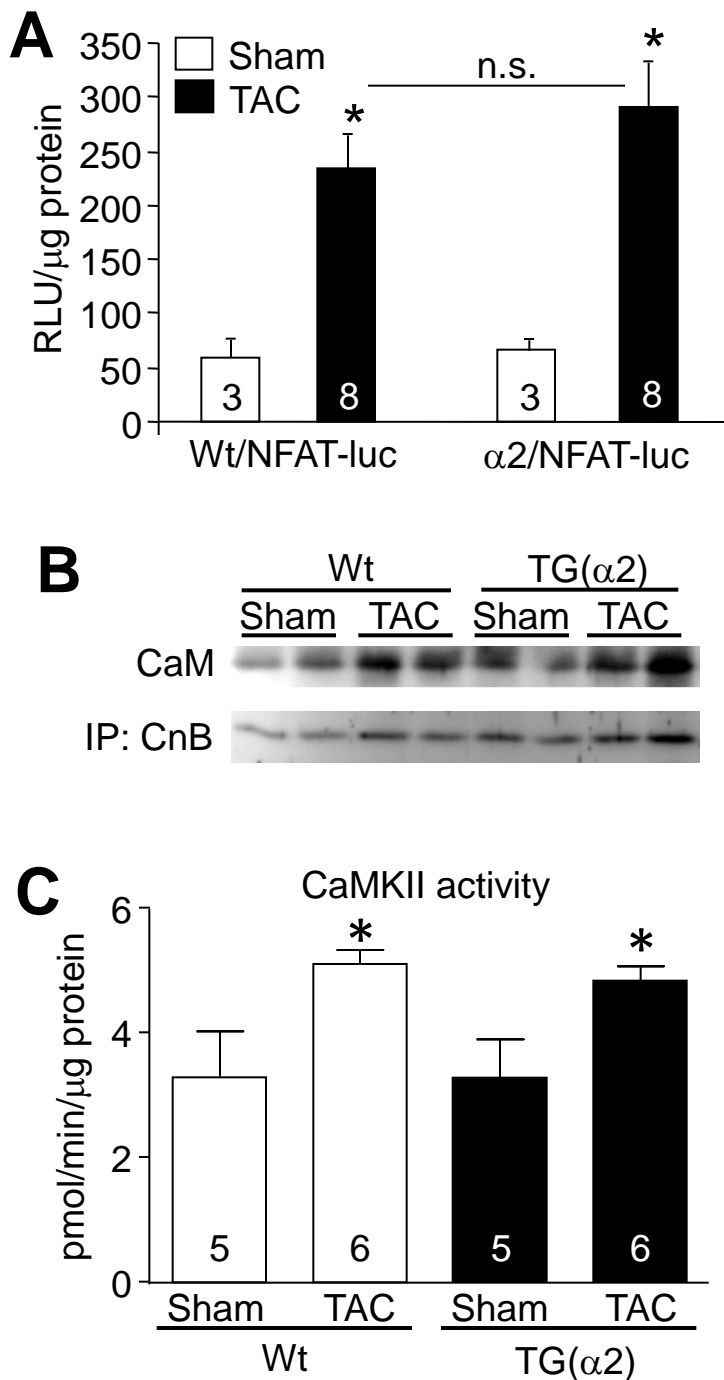 A
350
300
250
200
150
100
50
0
RLU/μg protein
Sham
TAC
n.s.
*
*
3
8
3
8
Wt/NFAT-luc
α2/NFAT-luc
B
Wt
TG(α2)
Sham
TAC
Sham
TAC
CaM
IP: CnB
C
CaMKII activity
6
4
2
0
pmol/min/μg protein
*
*
5
6
5
6
Sham
TAC
Sham
TAC
Wt
TG(α2)